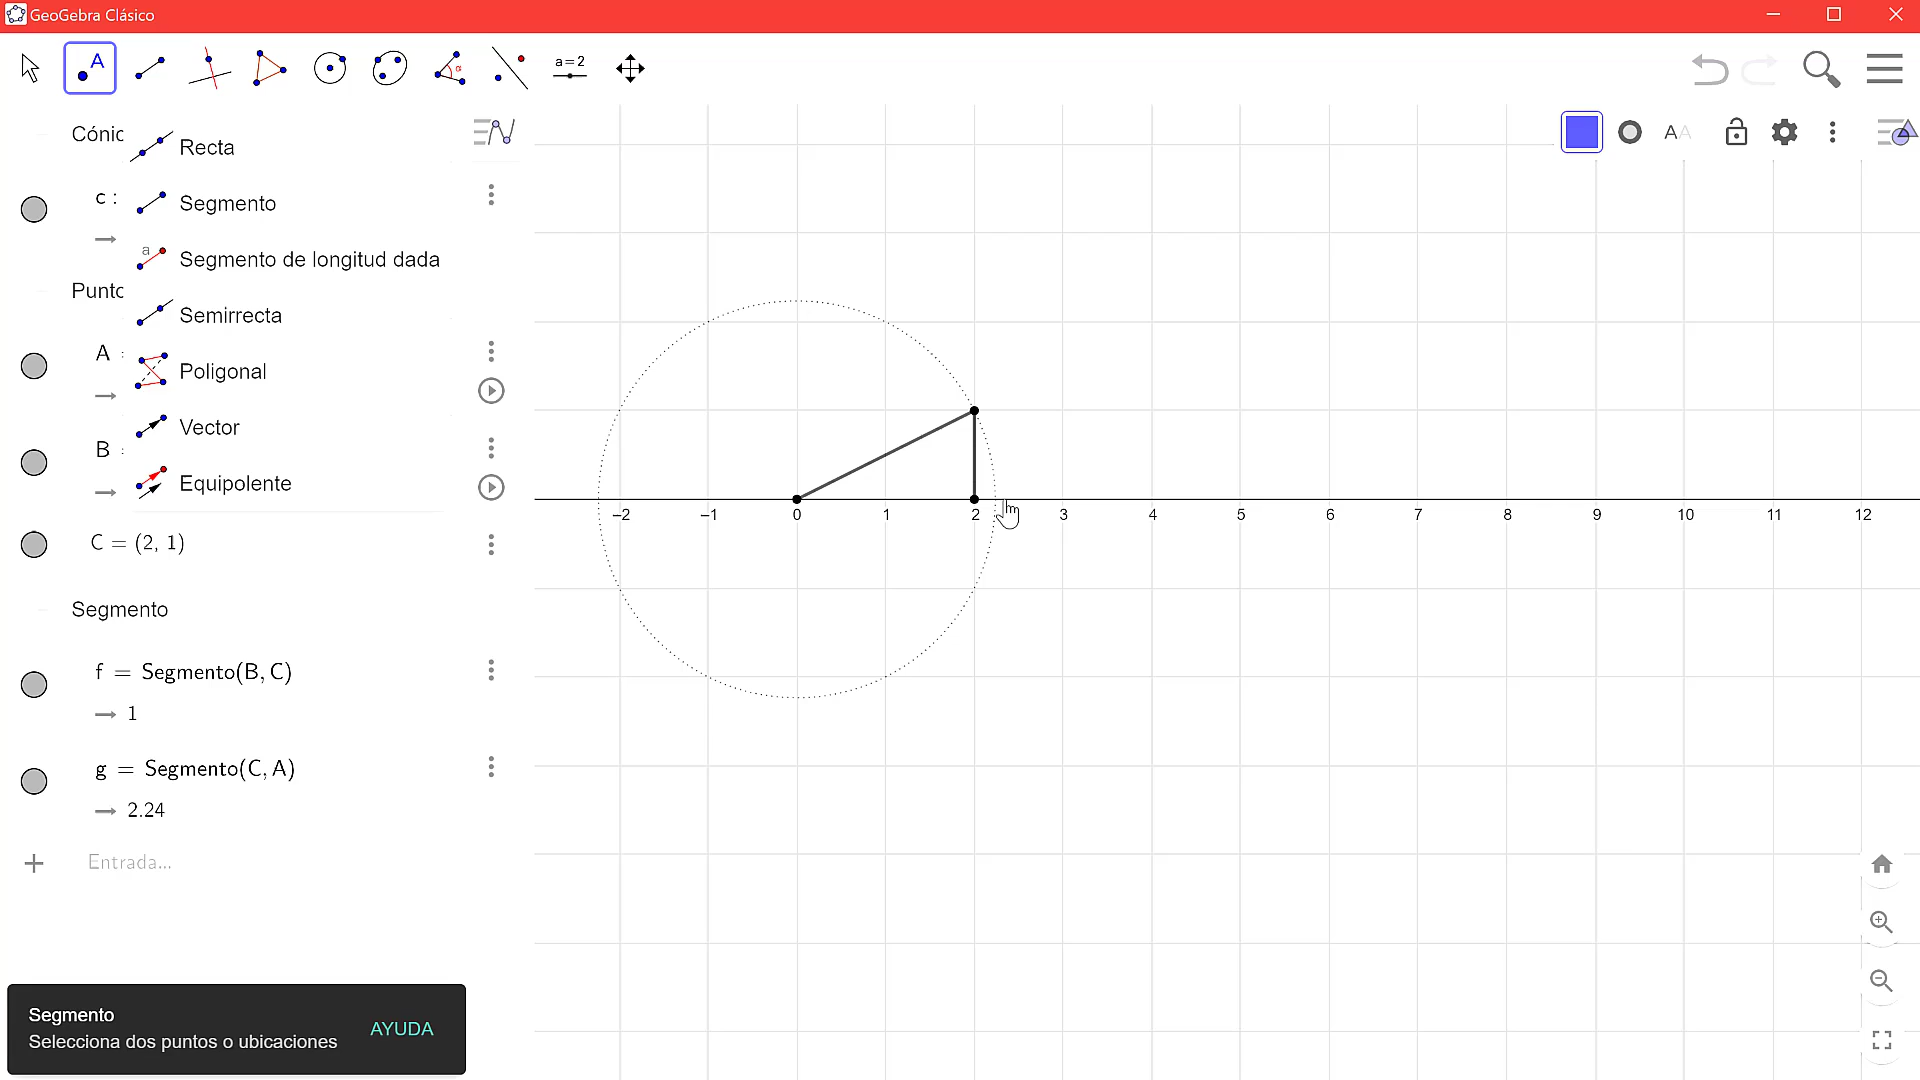 GeoGebra Clásico
A
α
a=2
AA
Cónic
Recta
c :
Segmento
a
Segmento de longitud dada
Punto
Semirrecta
A :
Poligonal
Vector
B :
Equipolente
C = (2, 1)
Segmento
f = Segmento(B, C)
→ 1
g = Segmento(C, A)
→ 2.24
+ Entrada...
−2 −1 0 1 2 3 4 5 6 7 8 9 10 11 12
Segmento
Selecciona dos puntos o ubicaciones
AYUDA